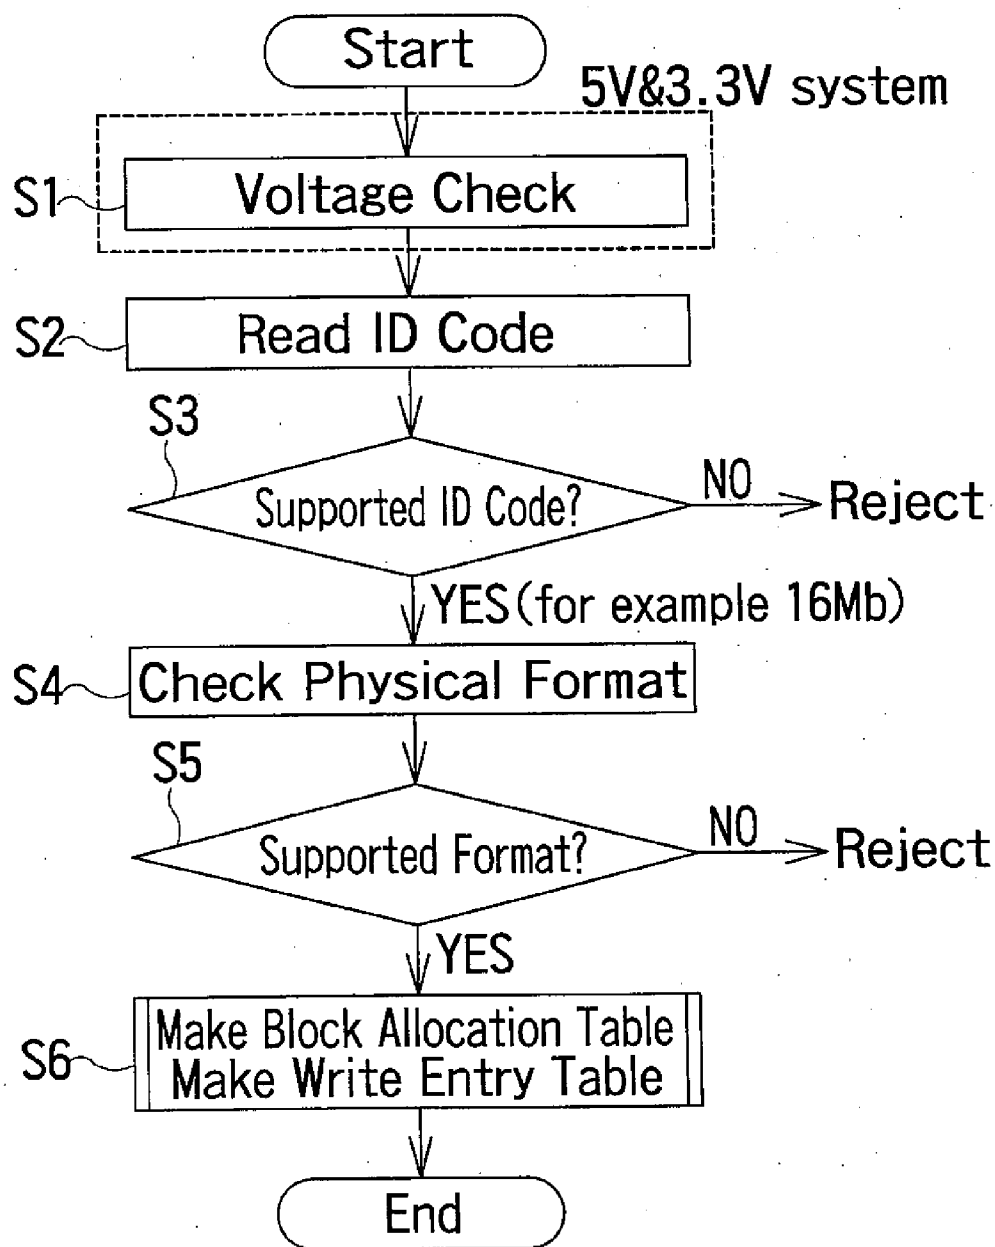 Start
5V&3.3V system
S1
Voltage Check
S2
Read ID Code
S3
Supported ID Code?
NO
Reject
YES(for example 16Mb)
S4
Check Physical Format
S5
Supported Format?
NO
Reject
YES
S6
Make Block Allocation Table
Make Write Entry Table
End